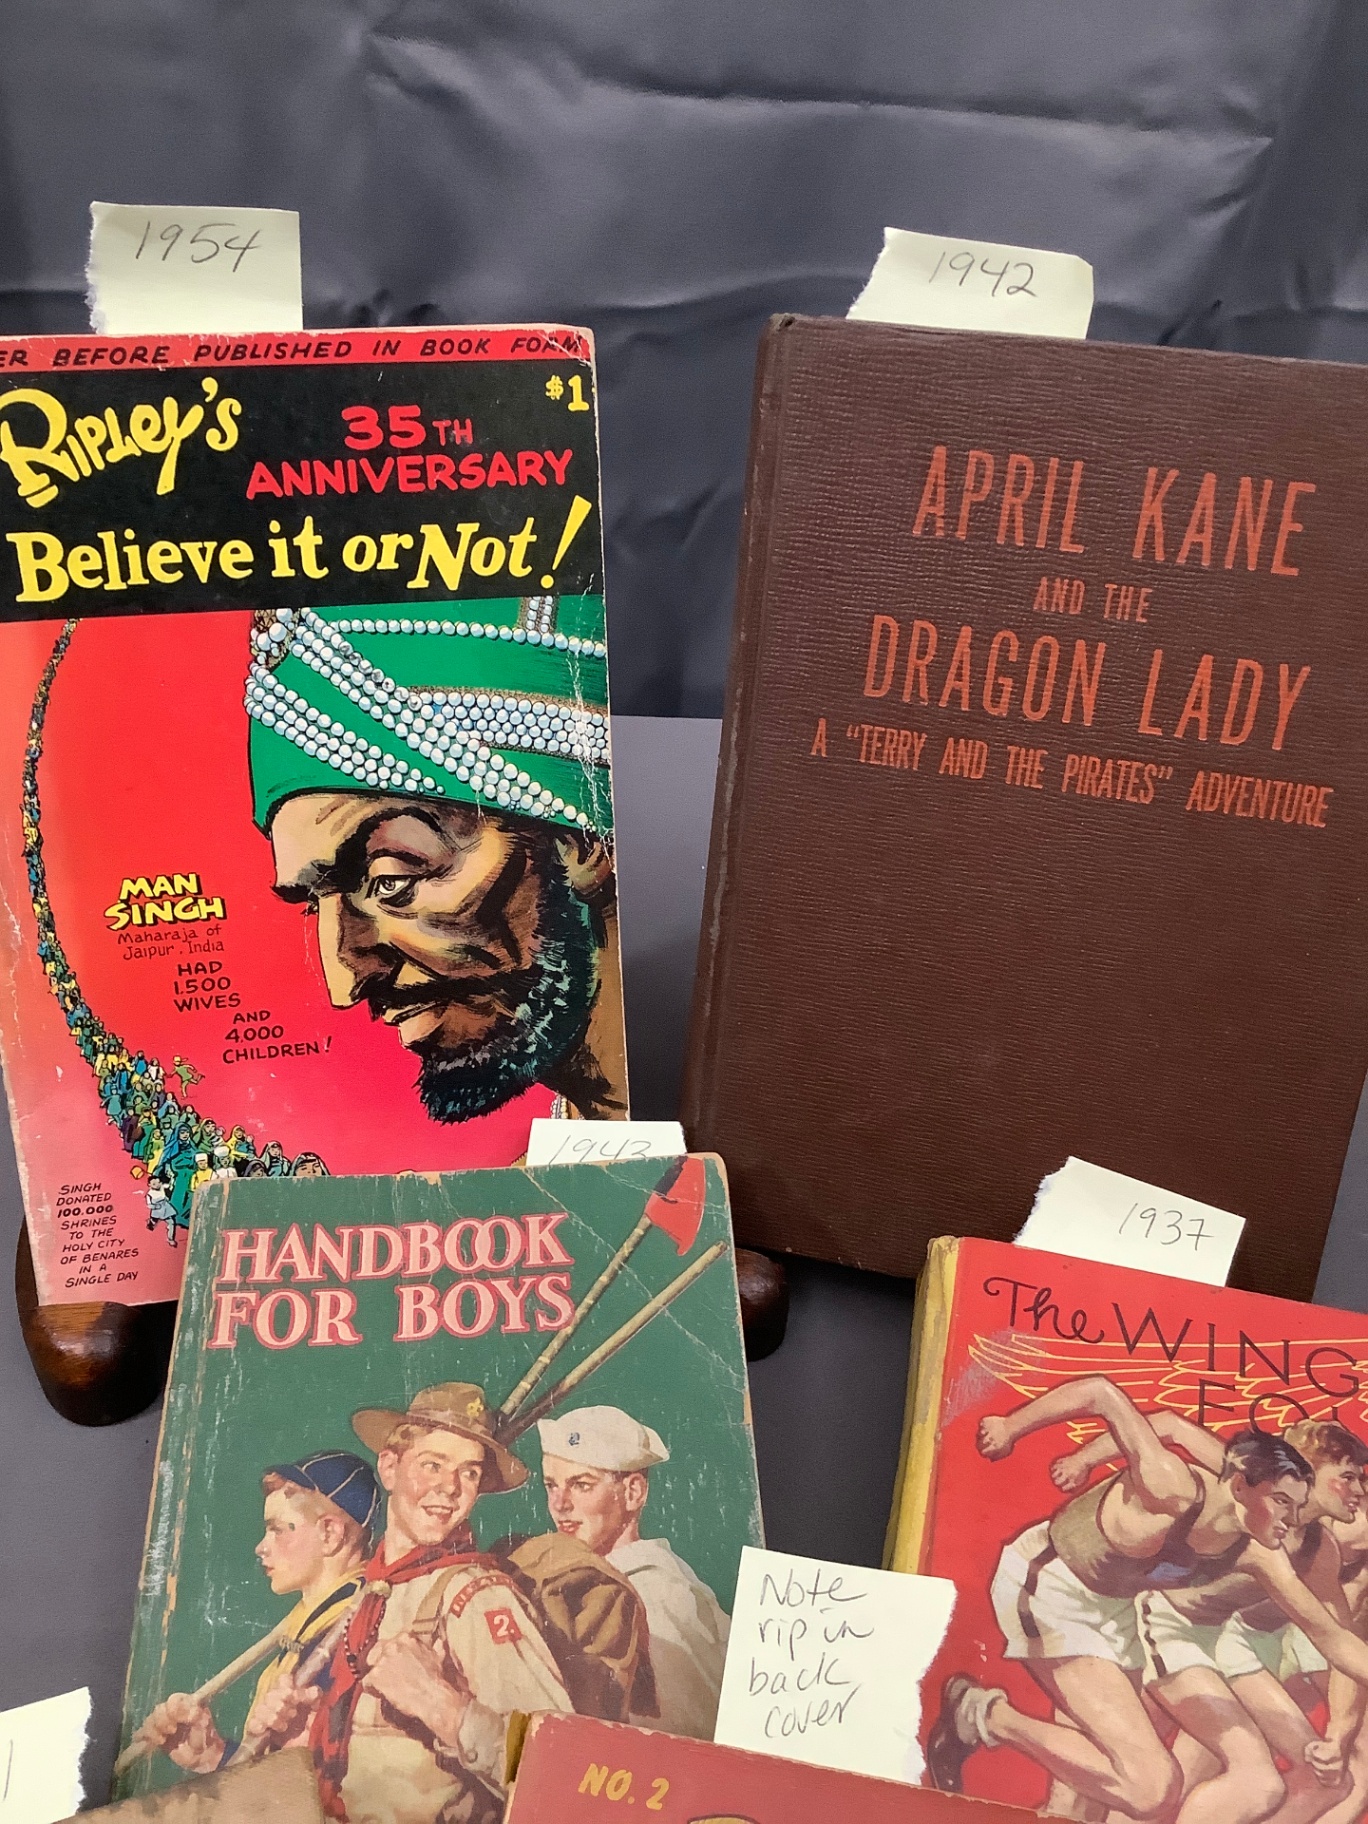 1954
1942
ER BEFORE PUBLISHED IN BOOK FORM
Ripley's
$1
35TH
ANNIVERSARY
Believe it or Not!
MAN
SINGH
Maharaja of
Jaipur, India
HAD
1,500
WIVES
AND
4,000
CHILDREN!
SINGH
DONATED
100,000
SHRINES
TO THE
HOLY CITY
OF BENARES
IN A
SINGLE DAY
APRIL KANE
AND THE
DRAGON LADY
A "TERRY AND THE PIRATES" ADVENTURE
1943
HANDBOOK
FOR BOYS
2
1937
The WING
Note
rip in
back
cover
NO. 2